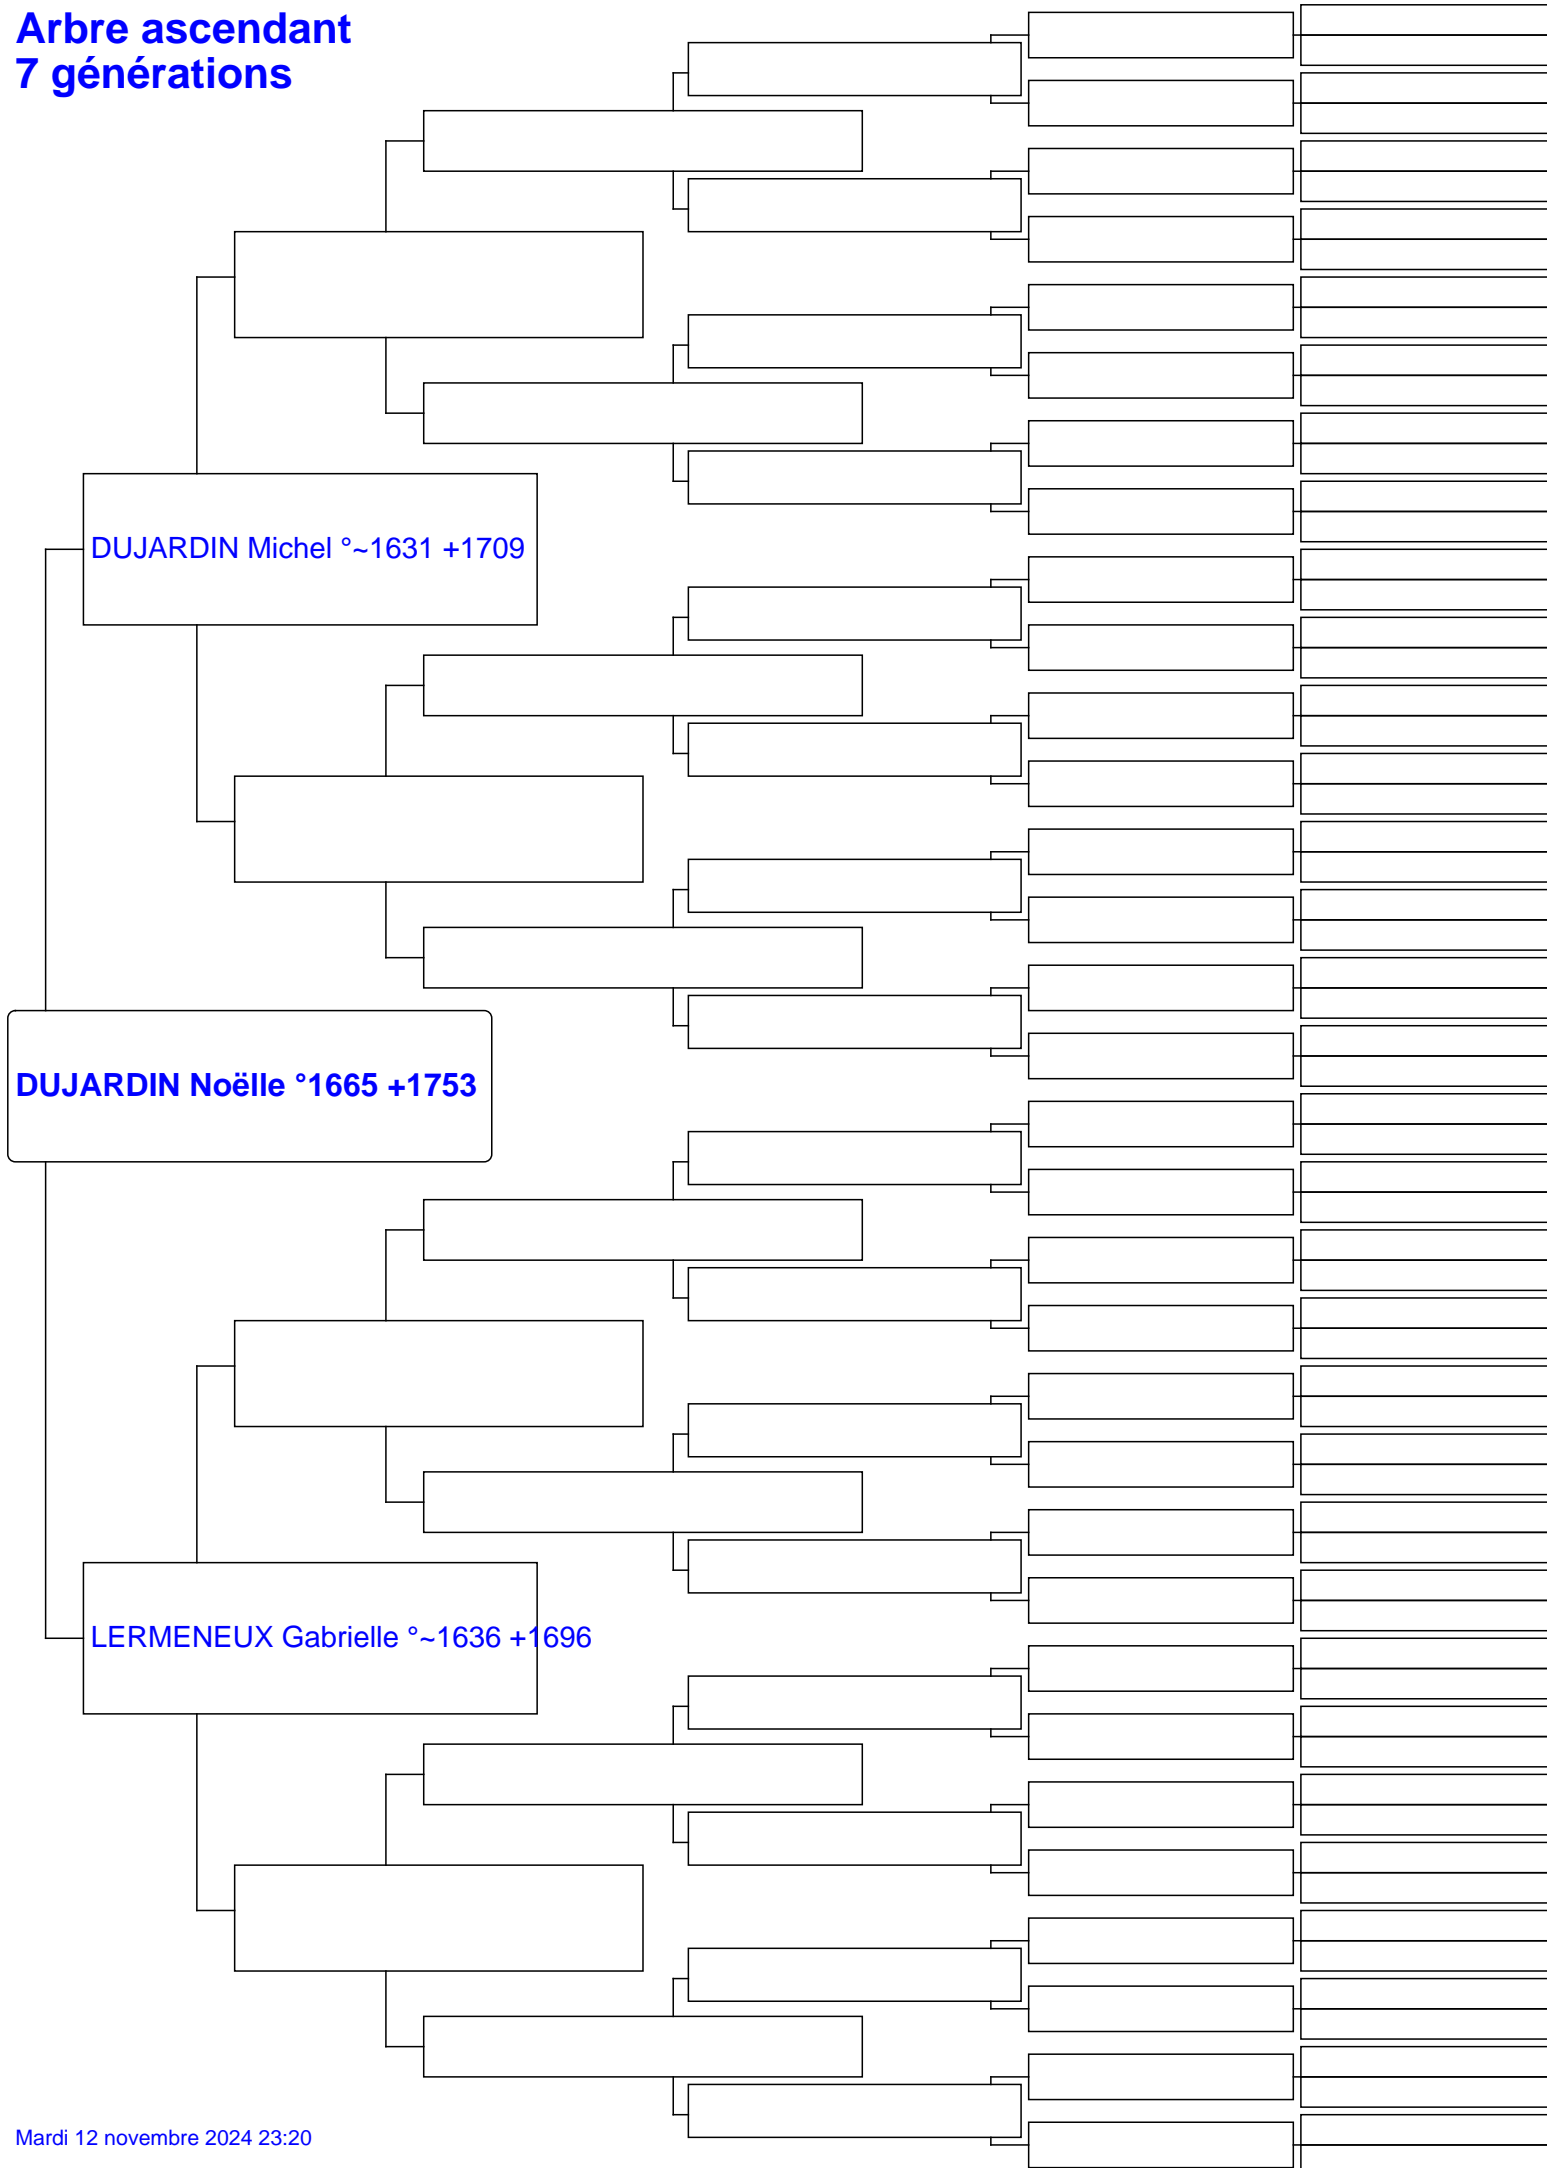 Arbre ascendant
7 générations
DUJARDIN Michel °~1631 +1709
DUJARDIN Noëlle °1665 +1753
LERMENEUX Gabrielle °~1636 +1696
Mardi 12 novembre 2024 23:20